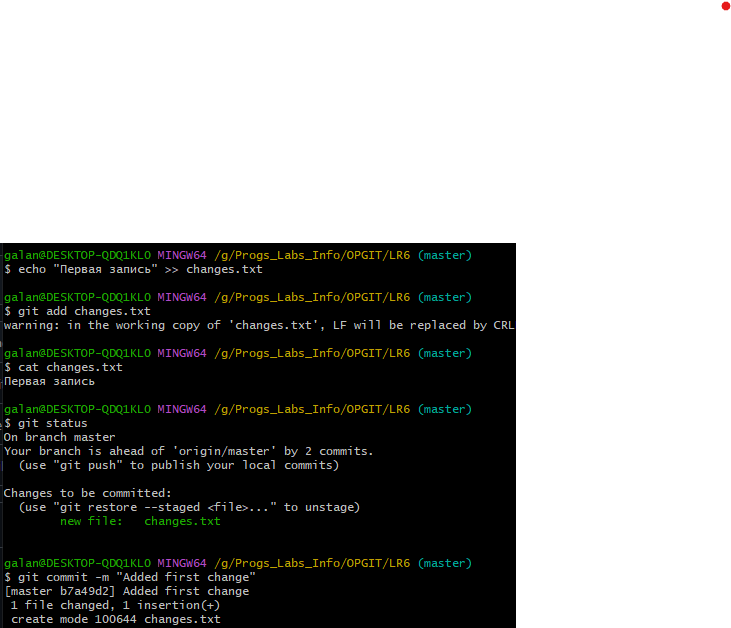 galan@DESKTOP-QDQ1KLO MINGW64 /g/Progs_Labs_Info/OPGIT/LR6 (master)
$ echo "Первая запись" >> changes.txt
galan@DESKTOP-QDQ1KLO MINGW64 /g/Progs_Labs_Info/OPGIT/LR6 (master)
$ git add changes.txt
warning: in the working copy of 'changes.txt', LF will be replaced by CRL
galan@DESKTOP-QDQ1KLO MINGW64 /g/Progs_Labs_Info/OPGIT/LR6 (master)
$ cat changes.txt
Первая запись
galan@DESKTOP-QDQ1KLO MINGW64 /g/Progs_Labs_Info/OPGIT/LR6 (master)
$ git status
On branch master
Your branch is ahead of 'origin/master' by 2 commits.
  (use "git push" to publish your local commits)
Changes to be committed:
  (use "git restore --staged <file>..." to unstage)
        new file:   changes.txt
galan@DESKTOP-QDQ1KLO MINGW64 /g/Progs_Labs_Info/OPGIT/LR6 (master)
$ git commit -m "Added first change"
[master b7a49d2] Added first change
 1 file changed, 1 insertion(+)
 create mode 100644 changes.txt